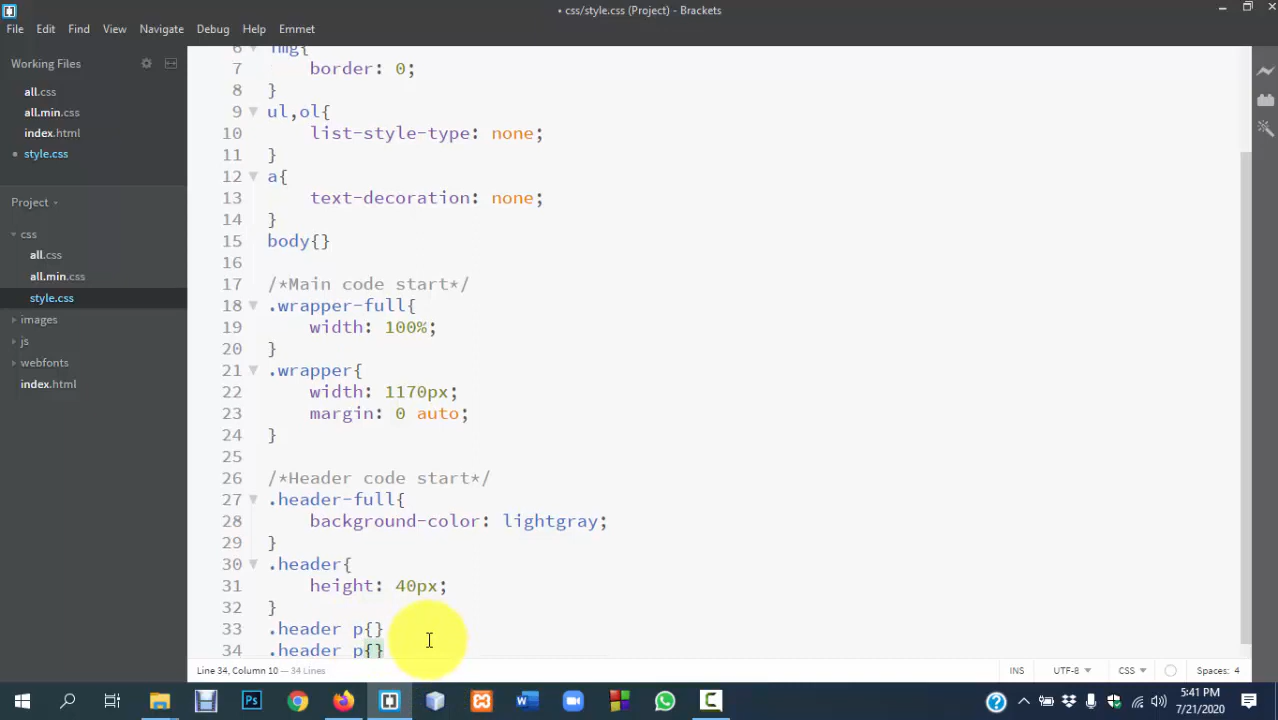 css/style.css (Project) - Brackets
File Edit Find View Navigate Debug Help Emmet
Working Files
all.css
all.min.css
index.html
style.css
Project
css
all.css
all.min.css
style.css
images
js
webfonts
index.html
6 img{
7 border: 0;
8 }
9 ul,ol{
10 list-style-type: none;
11 }
12 a{
13 text-decoration: none;
14 }
15 body{}
16
17 /*Main code start*/
18 .wrapper-full{
19 width: 100%;
20 }
21 .wrapper{
22 width: 1170px;
23 margin: 0 auto;
24 }
25
26 /*Header code start*/
27 .header-full{
28 background-color: lightgray;
29 }
30 .header{
31 height: 40px;
32 }
33 .header p{}
34 .header p{}
Line 34, Column 10 — 34 Lines INS UTF-8 CSS Spaces: 4
5:41 PM
7/21/2020